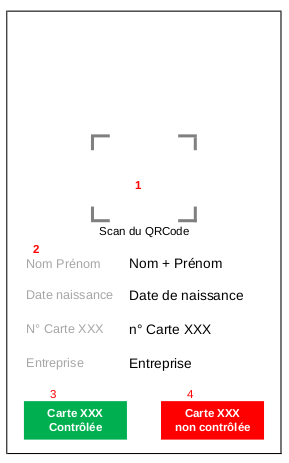 1
Scan du QRCode
2
Nom Prénom Nom + Prénom
Date naissance Date de naissance
N° Carte XXX n° Carte XXX
Entreprise Entreprise
3 4
Carte XXX Carte XXX
Contrôlée non contrôlée